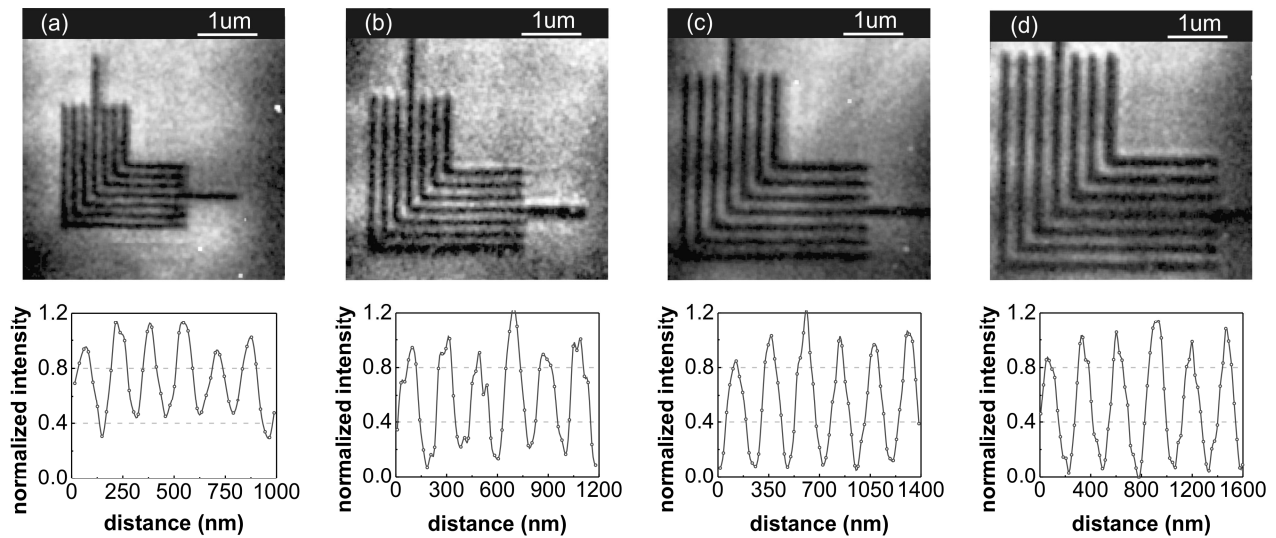 (a) 1um
(b) 1um
(c) 1um
(d) 1um
normalized intensity
1.2
0.8
0.4
0.0
0 250 500 750 1000
distance (nm)
normalized intensity
1.2
0.8
0.4
0.0
0 300 600 900 1200
distance (nm)
normalized intensity
1.2
0.8
0.4
0.0
0 350 700 1050 1400
distance (nm)
normalized intensity
1.2
0.8
0.4
0.0
0 400 800 1200 1600
distance (nm)